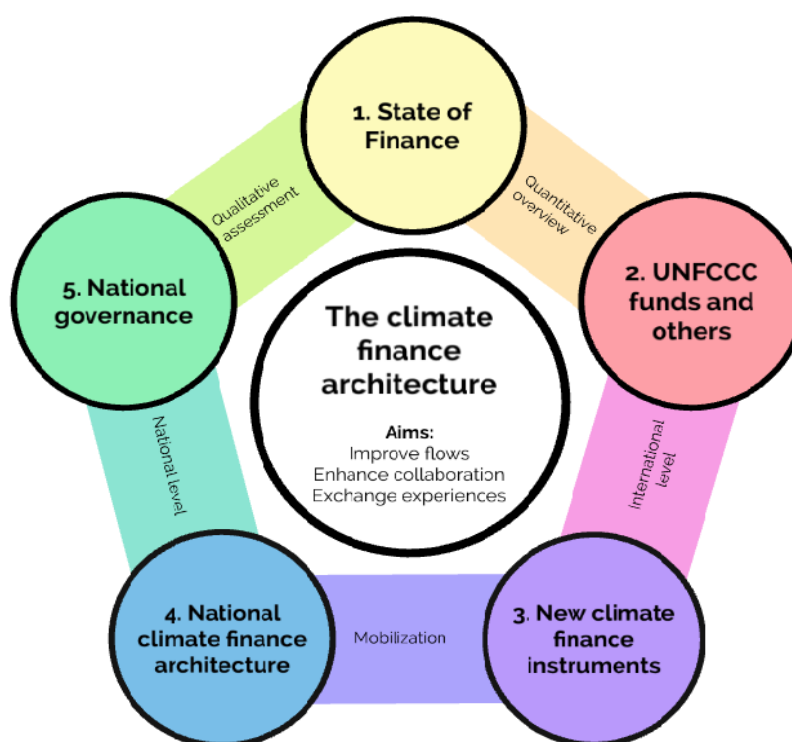 1. State of
Finance
Quantitative
overview
2. UNFCCC
funds and
others
International
level
3. New climate
finance
instruments
Mobilization
4. National
climate finance
architecture
National level
5. National
governance
Qualitative
assessment
The climate
finance
architecture
Aims:
Improve flows
Enhance collaboration
Exchange experiences